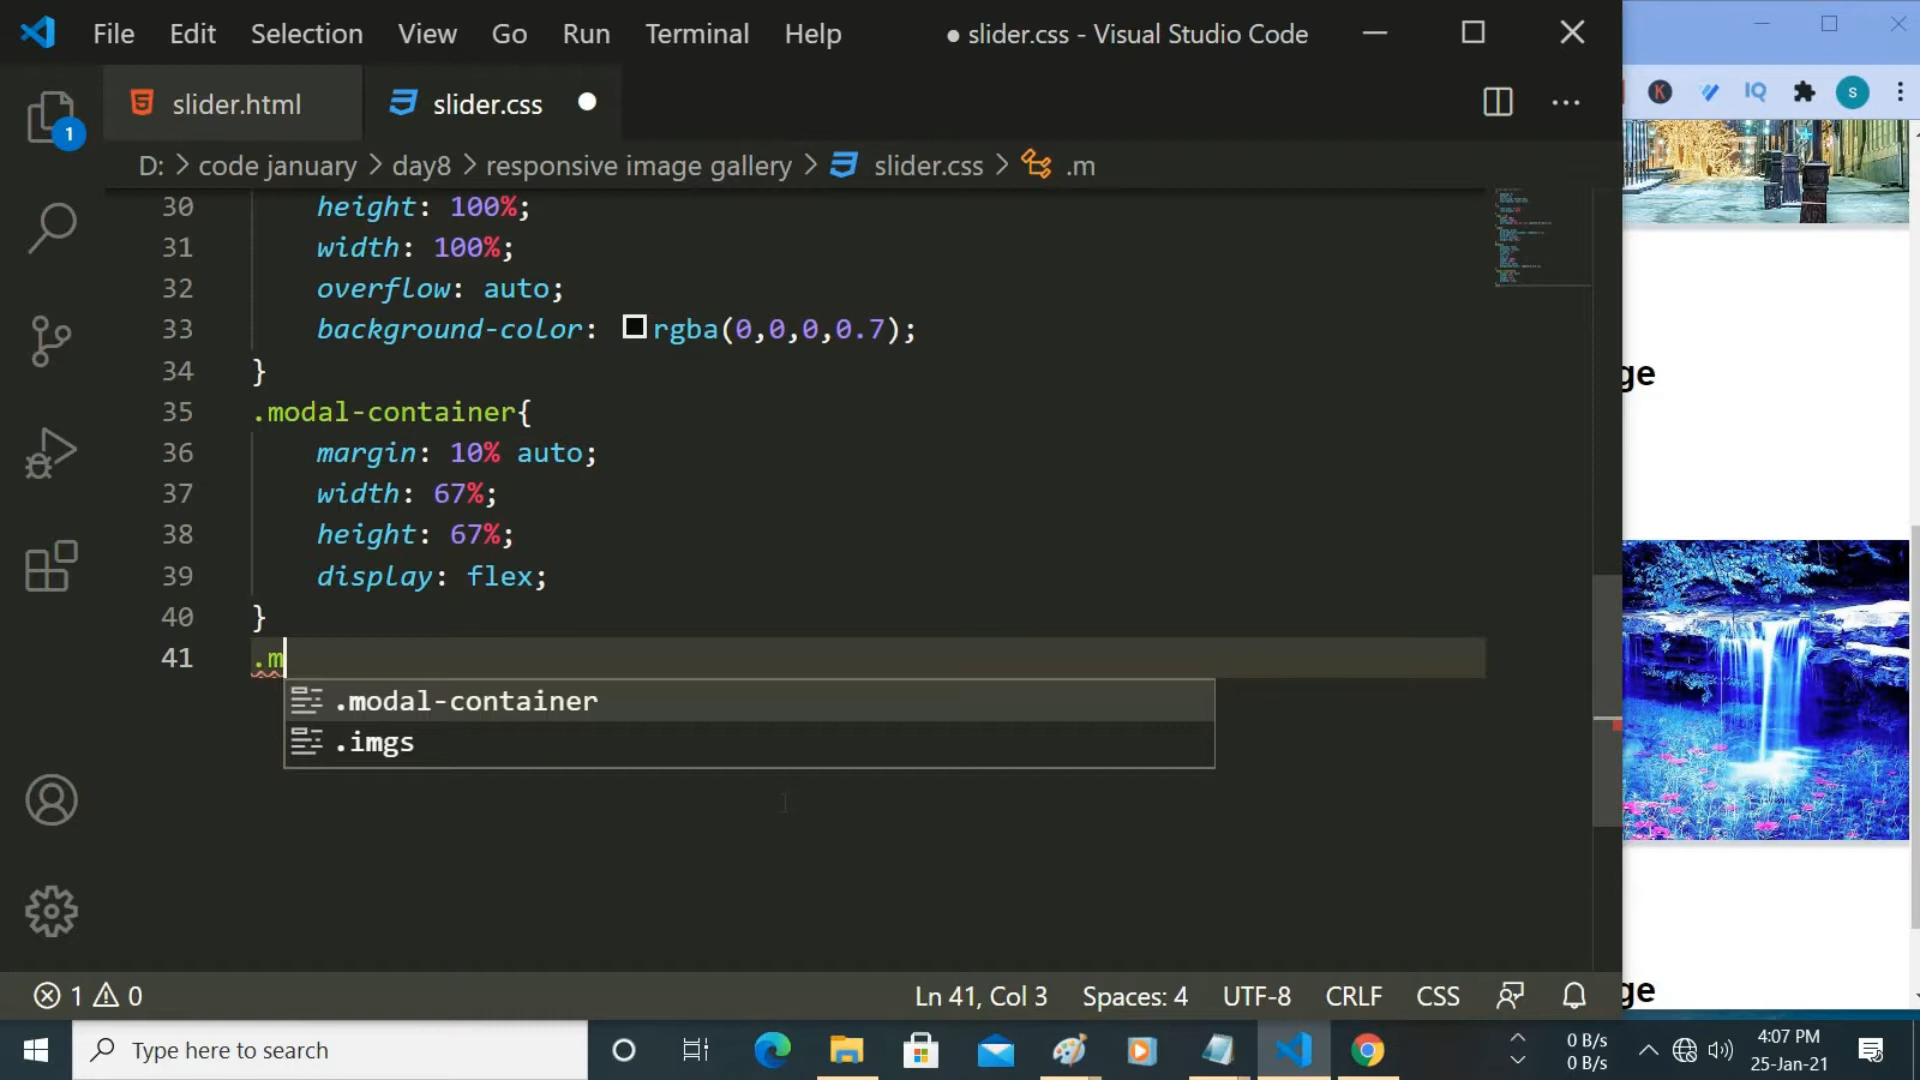 File Edit Selection View Go Run Terminal Help ● slider.css - Visual Studio Code
slider.html slider.css
K IQ s
1
D: > code january > day8 > responsive image gallery > slider.css > .m
30 height: 100%;
31 width: 100%;
32 overflow: auto;
33 background-color: rgba(0,0,0,0.7);
34 }
ge
35 .modal-container{
36 margin: 10% auto;
37 width: 67%;
38 height: 67%;
39 display: flex;
40 }
41 .m
.modal-container
.imgs
1 0 Ln 41, Col 3 Spaces: 4 UTF-8 CRLF CSS
ge
Type here to search
0 B/s
0 B/s
4:07 PM
25-Jan-21